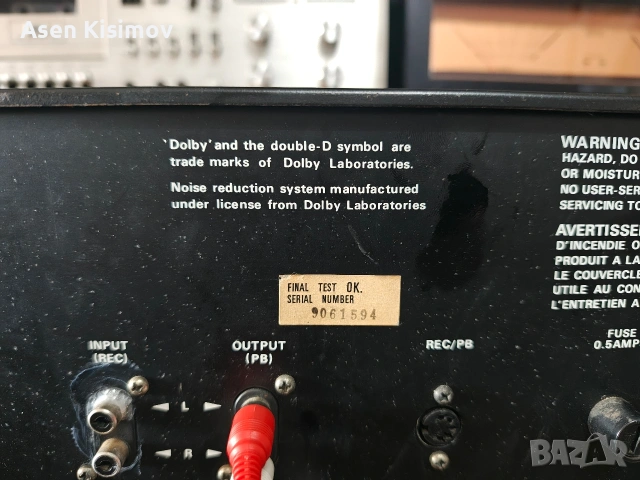 Asen Kisimov
'Dolby' and the double-D symbol are
trade marks of Dolby Laboratories.
Noise reduction system manufactured
under license from Dolby Laboratories
WARNING
HAZARD, DO
OR MOISTUR
NO USER-SER
SERVICING TO
AVERTISSE
D'INCENDIE O
PRODUIT A LA
LE COUVERCLE
UTILE AU CON
L'ENTRETIEN A
FINAL TEST OK.
SERIAL NUMBER
9061594
INPUT
(REC)
OUTPUT
(PB)
REC/PB
FUSE
0.5AMP
L
R
BAZAR